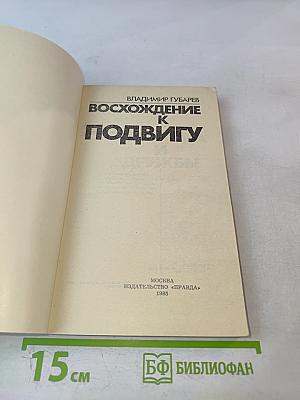 ВЛАДИМИР ГУБАРЕВ
ВОСХОЖДЕНИЕ
К
ПОДВИГУ
МОСКВА
ИЗДАТЕЛЬСТВО «ПРАВДА»
1985
15 см
БФ БИБЛИОФАН